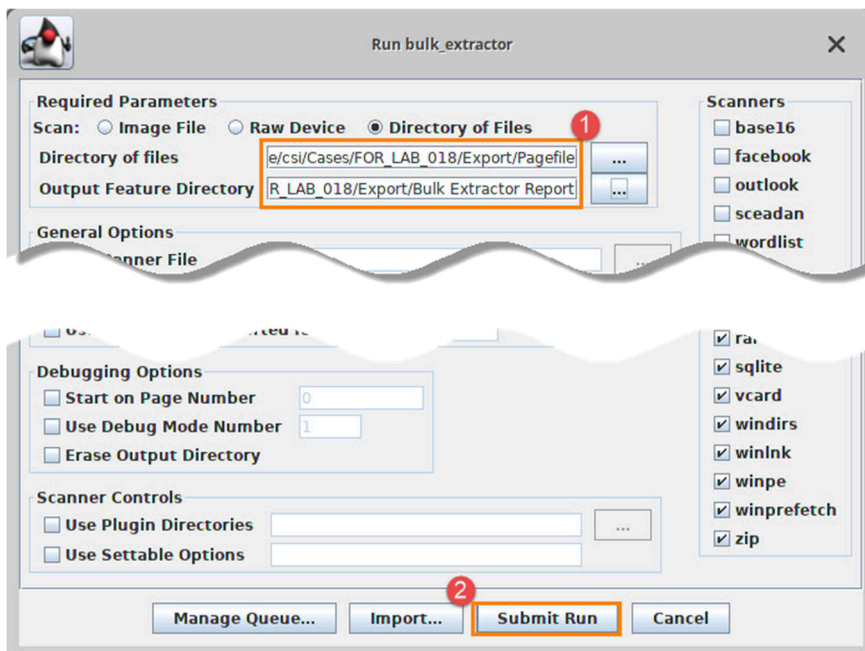 Run bulk_extractor
Required Parameters
Scan: Image File Raw Device Directory of Files 1
Directory of files e/csi/Cases/FOR_LAB_018/Export/Pagefile ...
Output Feature Directory R_LAB_018/Export/Bulk Extractor Report ...
General Options
File
Debugging Options
Start on Page Number 0
Use Debug Mode Number 1
Erase Output Directory
Scanner Controls
Use Plugin Directories ...
Use Settable Options
Scanners
base16
facebook
outlook
sceadan
wordlist
sqlite
vcard
windirs
winlnk
winpe
winprefetch
zip
2
Manage Queue... Import... Submit Run Cancel